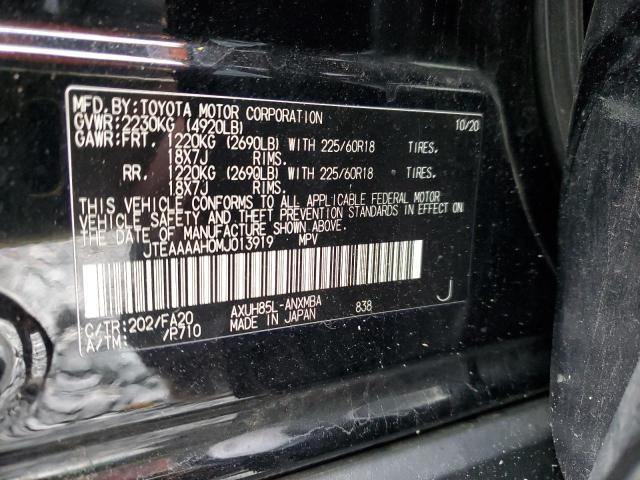 MFD. BY: TOYOTA MOTOR CORPORATION 10/20
GVWR: 2230KG (4920LB)
GAWR: FRT. 1220KG (2690LB) WITH 225/60R18 TIRES.
18X7J RIMS.
RR. 1220KG (2690LB) WITH 225/60R18 TIRES.
18X7J RIMS.
THIS VEHICLE CONFORMS TO ALL APPLICABLE FEDERAL MOTOR
VEHICLE SAFETY AND THEFT PREVENTION STANDARDS IN EFFECT ON
THE DATE OF MANUFACTURE SHOWN ABOVE.
JTEAAAAH0MJ013919 MPV
C/TR: 202/FA20 AXUH85L-ANXMBA 838 J
A/TM: /P710 MADE IN JAPAN